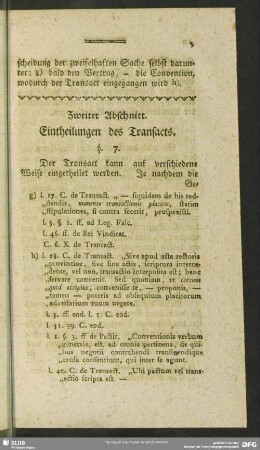 scheidung der zweifelhaften Sache selbst darun-
ter: g) bald den Vertrag, – die Convention,
wodurch der Transact eingegangen wird h).
Zweiter Abschnitt.
Eintheilungen des Transacts.
§. 7.
Der Transact kann auf verschiedene
Weise eingetheilet werden. Je nachdem die
Ge-
g) l. 17. C. de Transact. „— siquidem de his red-
„dendis, manente transactionis placito, statim
„stipulationes, si contra fecerit, prospexisti.
l. 3. §. 1. ff. ad Leg. Falc.
l. 46. ff. de Rei Vindicat.
C. & X. de Transact.
h) l. 28. C. de Transact. „Sive apud acta rectoris
„provinciae, sive sine actis, scriptura interce-
„dente, vel non, transactio interposita est; hanc
„servare convenit. Sed quoniam, te certum
„quid accipias, convenisse te, — proponis, —
„tamen — poteris ad obsequium placitorum
„adversarium tuum urgere.
l. 5. ff. eod. l. 5. C. eod.
l. 31. 39. C. eod.
l. 1. §. 3. ff de Pactis. „Conventionis verbum
„generale, est, ad omnia pertinens, de qui-
„bus negotii contrahendi transigendique
„causa consentiunt, qui inter se agunt.
l. 40. C. de Transact. „Ubi pactum vel trans-
„actio scripta est —
SLUB
DFG